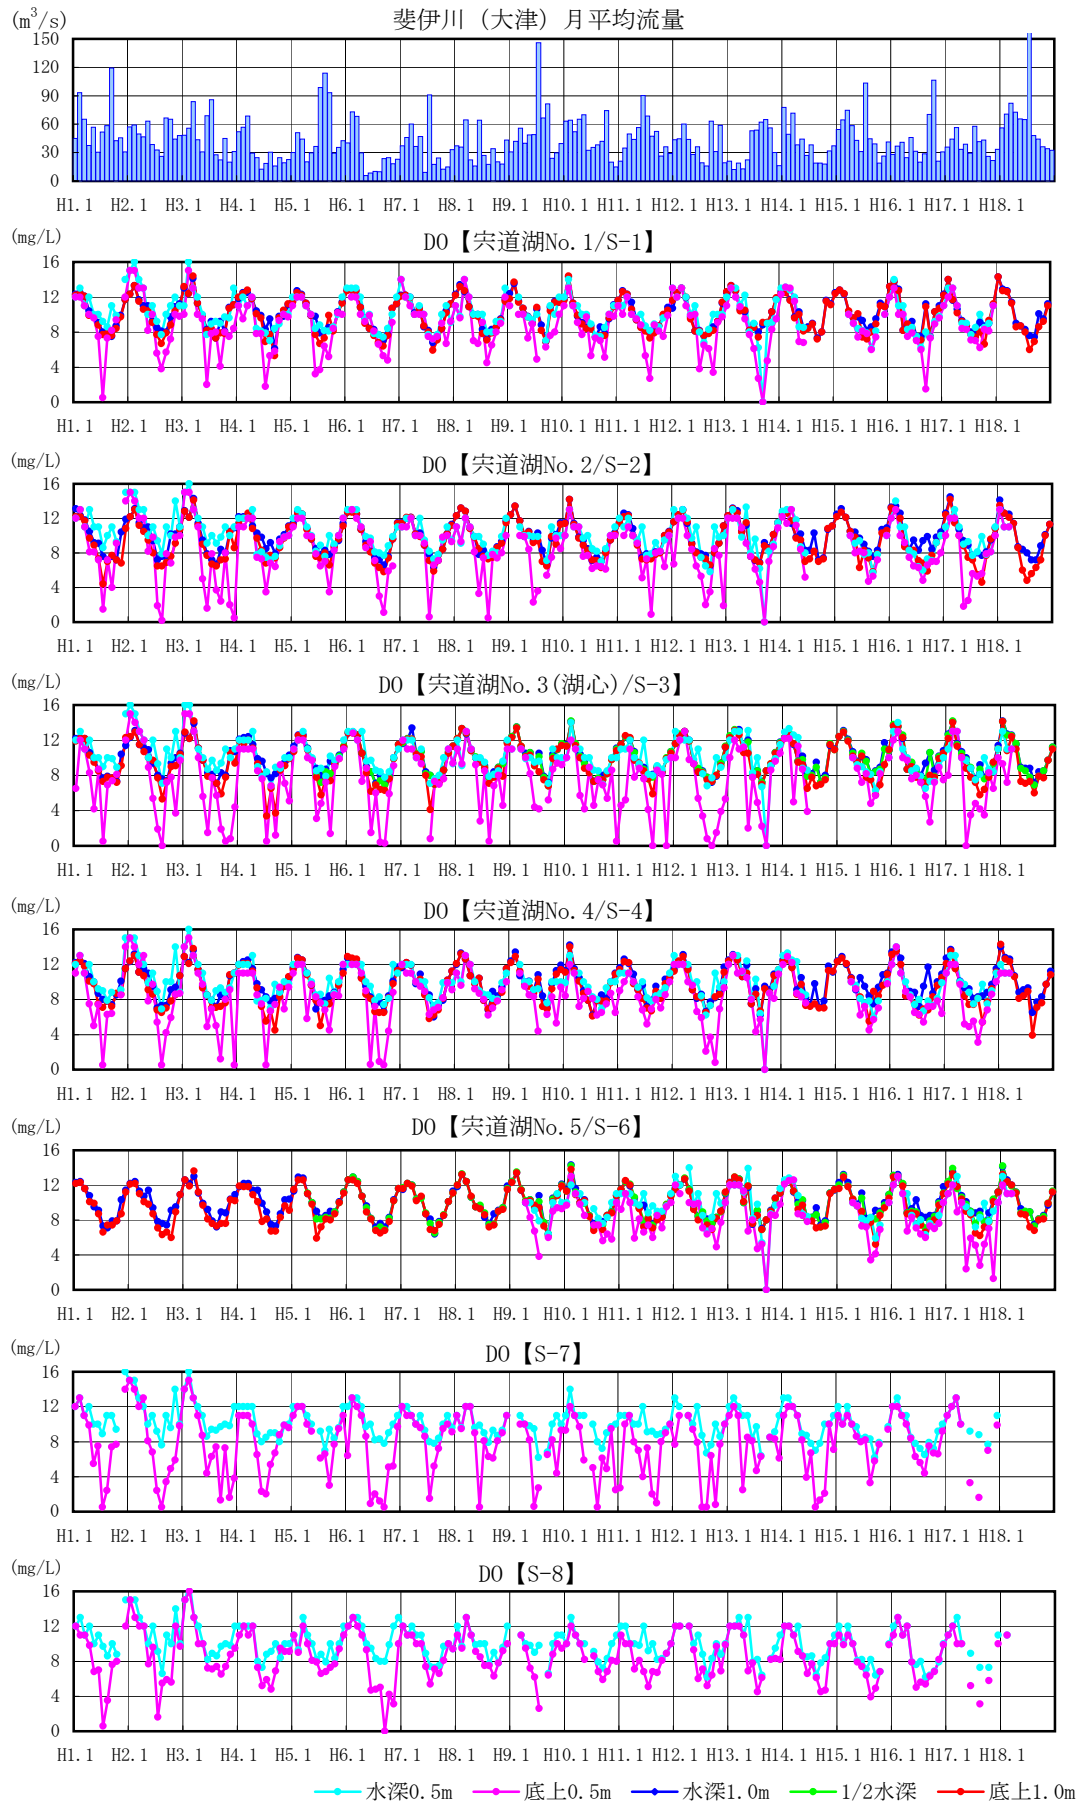 (m³/s)
斐伊川（大津）月平均流量
150
120
90
60
30
0
H1.1 H2.1 H3.1 H4.1 H5.1 H6.1 H7.1 H8.1 H9.1 H10.1 H11.1 H12.1 H13.1 H14.1 H15.1 H16.1 H17.1 H18.1
(mg/L)
DO【宍道湖No.1/S-1】
16
12
8
4
0
H1.1 H2.1 H3.1 H4.1 H5.1 H6.1 H7.1 H8.1 H9.1 H10.1 H11.1 H12.1 H13.1 H14.1 H15.1 H16.1 H17.1 H18.1
(mg/L)
DO【宍道湖No.2/S-2】
16
12
8
4
0
H1.1 H2.1 H3.1 H4.1 H5.1 H6.1 H7.1 H8.1 H9.1 H10.1 H11.1 H12.1 H13.1 H14.1 H15.1 H16.1 H17.1 H18.1
(mg/L)
DO【宍道湖No.3(湖心)/S-3】
16
12
8
4
0
H1.1 H2.1 H3.1 H4.1 H5.1 H6.1 H7.1 H8.1 H9.1 H10.1 H11.1 H12.1 H13.1 H14.1 H15.1 H16.1 H17.1 H18.1
(mg/L)
DO【宍道湖No.4/S-4】
16
12
8
4
0
H1.1 H2.1 H3.1 H4.1 H5.1 H6.1 H7.1 H8.1 H9.1 H10.1 H11.1 H12.1 H13.1 H14.1 H15.1 H16.1 H17.1 H18.1
(mg/L)
DO【宍道湖No.5/S-6】
16
12
8
4
0
H1.1 H2.1 H3.1 H4.1 H5.1 H6.1 H7.1 H8.1 H9.1 H10.1 H11.1 H12.1 H13.1 H14.1 H15.1 H16.1 H17.1 H18.1
(mg/L)
DO【S-7】
16
12
8
4
0
H1.1 H2.1 H3.1 H4.1 H5.1 H6.1 H7.1 H8.1 H9.1 H10.1 H11.1 H12.1 H13.1 H14.1 H15.1 H16.1 H17.1 H18.1
(mg/L)
DO【S-8】
16
12
8
4
0
H1.1 H2.1 H3.1 H4.1 H5.1 H6.1 H7.1 H8.1 H9.1 H10.1 H11.1 H12.1 H13.1 H14.1 H15.1 H16.1 H17.1 H18.1
水深0.5m 底上0.5m 水深1.0m 1/2水深 底上1.0m